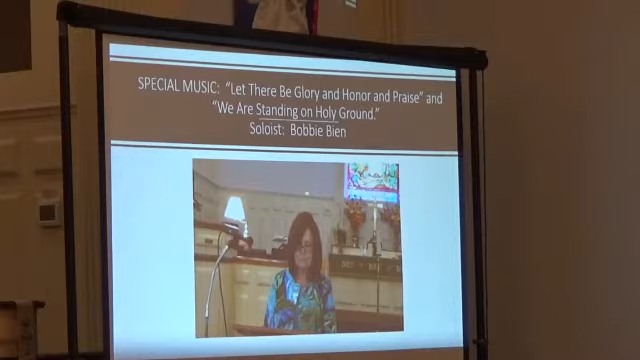 SPECIAL MUSIC: “Let There Be Glory and Honor and Praise” and
“We Are Standing on Holy Ground.”
Soloist: Bobbie Bien